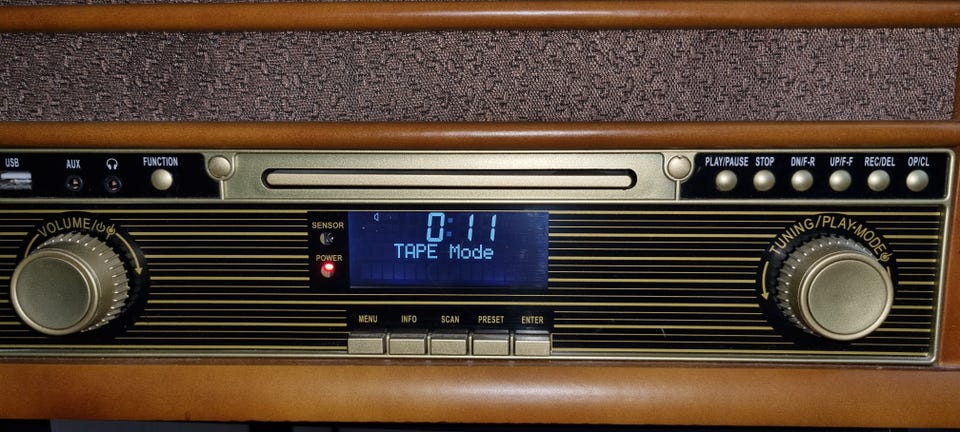 USB
AUX
FUNCTION
PLAY/PAUSE STOP DN/F-R UP/F-F REC/DEL OP/CL
VOLUME/
SENSOR
POWER
0:11
TAPE Mode
TUNING/PLAY-MODE
MENU INFO SCAN PRESET ENTER